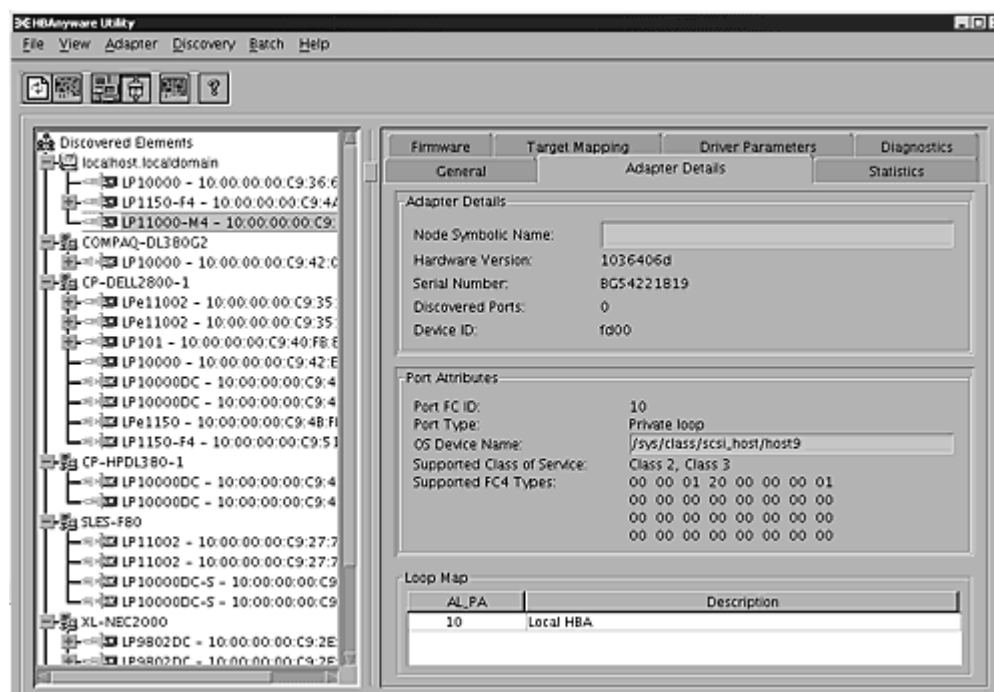 HBAnyware Utility
File View Adapter Discovery Batch Help
Discovered Elements
localhost.localdomain
LP10000 - 10:00:00:00:C9:36:6
LP1150-F4 - 10:00:00:00:C9:4A
LP11000-M4 - 10:00:00:00:C9:
COMPAQ-DL380G2
LP10000 - 10:00:00:00:C9:42:0
CP-DELL2800-1
LPe11002 - 10:00:00:00:C9:35:
LPe11002 - 10:00:00:00:C9:35:
LP101 - 10:00:00:00:C9:40:FB:8
LP10000 - 10:00:00:00:C9:42:E
LP10000DC - 10:00:00:00:C9:4
LP10000DC - 10:00:00:00:C9:4
LPe1150 - 10:00:00:00:C9:4B:F
LP1150-F4 - 10:00:00:00:C9:51
CP-HPDL380-1
LP10000DC - 10:00:00:00:C9:4
LP10000DC - 10:00:00:00:C9:4
SLES-F80
LP11002 - 10:00:00:00:C9:27:7
LP11002 - 10:00:00:00:C9:27:7
LP10000DC-S - 10:00:00:00:C9
LP10000DC-S - 10:00:00:00:C9
XL-NEC2000
LP9802DC - 10:00:00:00:C9:2E
LP9802DC - 10:00:00:00:C9:2E
Firmware Target Mapping Driver Parameters Diagnostics
General Adapter Details Statistics
Adapter Details
Node Symbolic Name:
Hardware Version: 1036406d
Serial Number: BG54221819
Discovered Ports: 0
Device ID: fd00
Port Attributes
Port FC ID: 10
Port Type: Private loop
OS Device Name: /sys/class/scsi_host/host9
Supported Class of Service: Class 2, Class 3
Supported FC4 Types: 00 00 01 20 00 00 00 01
00 00 00 00 00 00 00 00
00 00 00 00 00 00 00 00
00 00 00 00 00 00 00 00
Loop Map
AL_PA Description
10 Local HBA